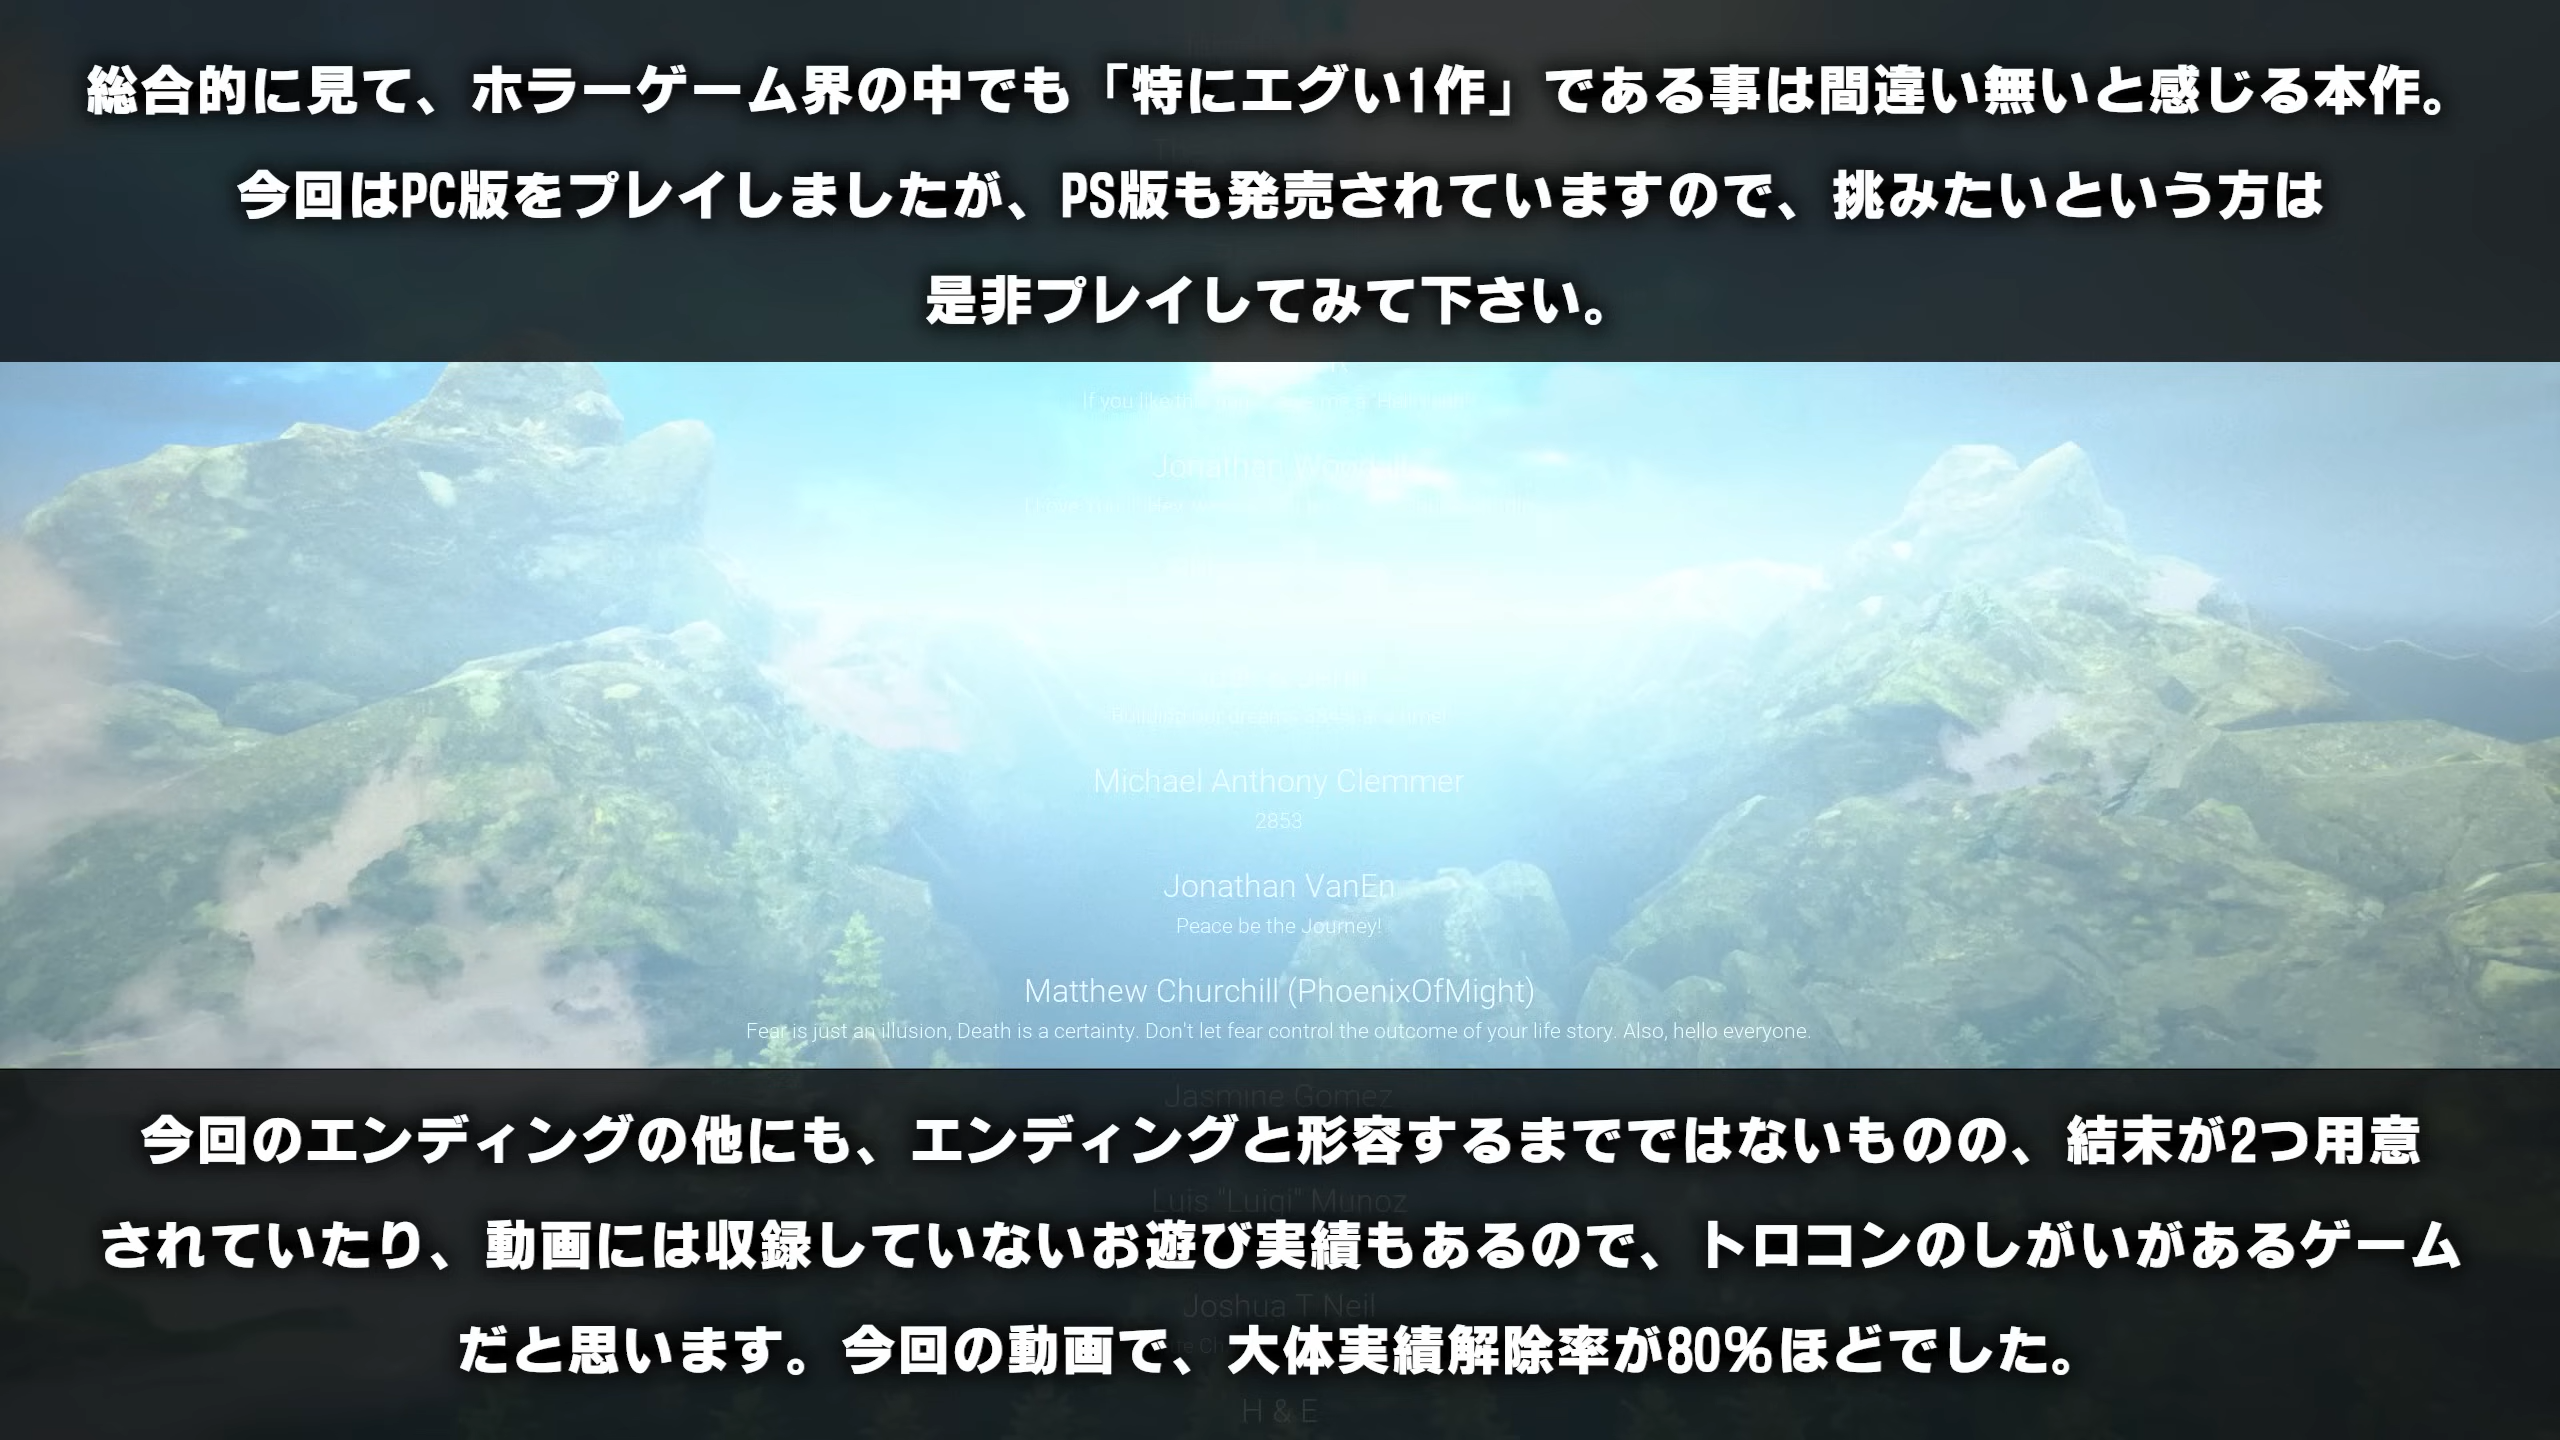 総合的に見て、ホラーゲーム界の中でも「特にエグい1作」である事は間違い無いと感じる本作。
今回はPC版をプレイしましたが、PS版も発売されていますので、挑みたいという方は
是非プレイしてみて下さい。
If you like
Jonathan
Michael Anthony Clemmer
2853
Jonathan VanEn
Peace be the Journey!
Matthew Churchill (PhoenixOfMight)
Fear is just an illusion, Death is a certainty. Don't let fear control the outcome of your life story. Also, hello everyone.
Jasmine Gomez
今回のエンディングの他にも、エンディングと形容するまでではないものの、結末が2つ用意
Luis "Luigi" Munoz
されていたり、動画には収録していないお遊び実績もあるので、トロコンのしがいがあるゲーム
Joshua T Neil
だと思います。今回の動画で、大体実績解除率が80%ほどでした。
H & E